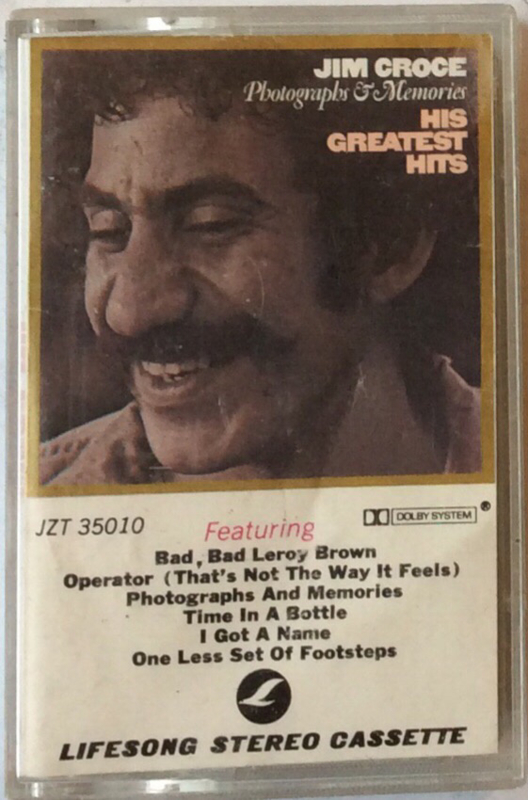 JIM CROCE
Photographs & Memories
HIS
GREATEST
HITS
JZT 35010
Featuring
DOLBY SYSTEM ®
Bad, Bad Leroy Brown
Operator (That's Not The Way It Feels)
Photographs And Memories
Time In A Bottle
I Got A Name
One Less Set Of Footsteps
LIFESONG STEREO CASSETTE